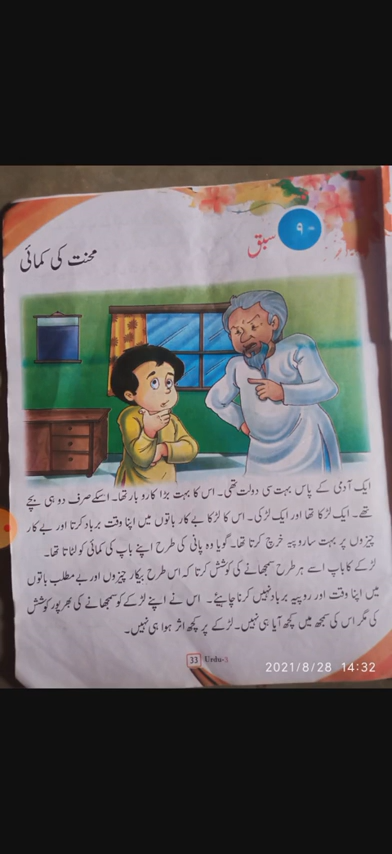 سبق
۹۔
محنت کی کمائی
ایک آدمی کے پاس بہت سی دولت تھی۔ اس کا بہت بڑا کاروبار تھا۔ اسکے صرف دو ہی بچے
تھے۔ ایک لڑکا تھا اور ایک لڑکی۔ اس کا لڑکا بے کار باتوں میں اپنا وقت برباد کرتا اور بے کار
چیزوں پر بہت سارو پیہ خرچ کرتا تھا۔ گویا وہ پانی کی طرح اپنے باپ کی کمائی کو لٹاتا تھا۔
لڑکے کا باپ اسے ہر طرح سمجھانے کی کوشش کرتا کہ اس طرح بیکار چیزوں اور بے مطلب باتوں
میں اپنا وقت اور روپیہ برباد نہیں کرنا چاہیئے۔ اس نے اپنے لڑکے کو سمجھانے کی بھرپور کوشش
کی مگر اس کی سمجھ میں کچھ آیا ہی نہیں۔ لڑکے پر کچھ اثر ہوا ہی نہیں۔
33 Urdu-3
2021/8/28 14:32